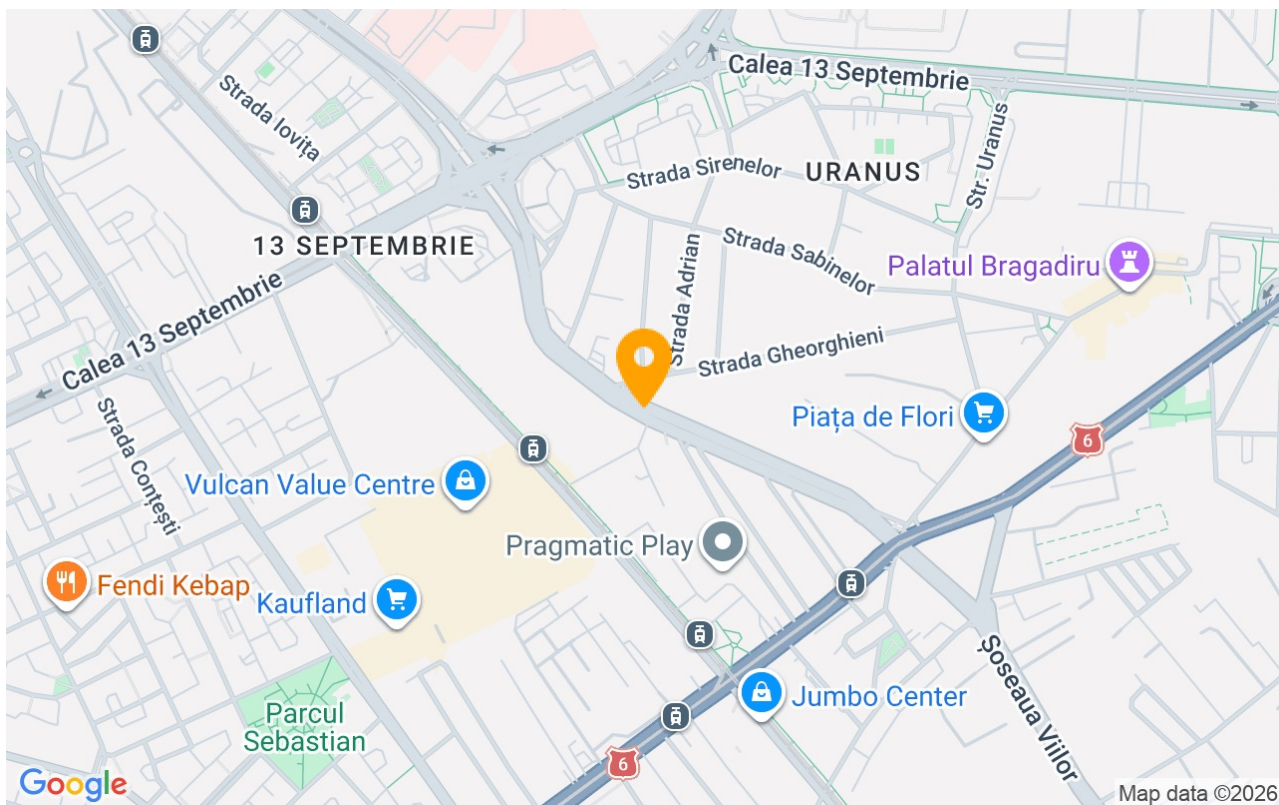 Calea 13 Septembrie
Strada Iovița
Strada Sirenelor
URANUS
Str. Uranus
13 SEPTEMBRIE
Strada Sabinelor
Palatul Bragadiru
Calea 13 Septembrie
Strada Adrian
Strada Gheorghieni
Strada Conțești
Piața de Flori
6
Vulcan Value Centre
Pragmatic Play
Fendi Kebap
Kaufland
Șoseaua Viilor
Jumbo Center
Parcul
Sebastian
6
Google
Map data ©2026